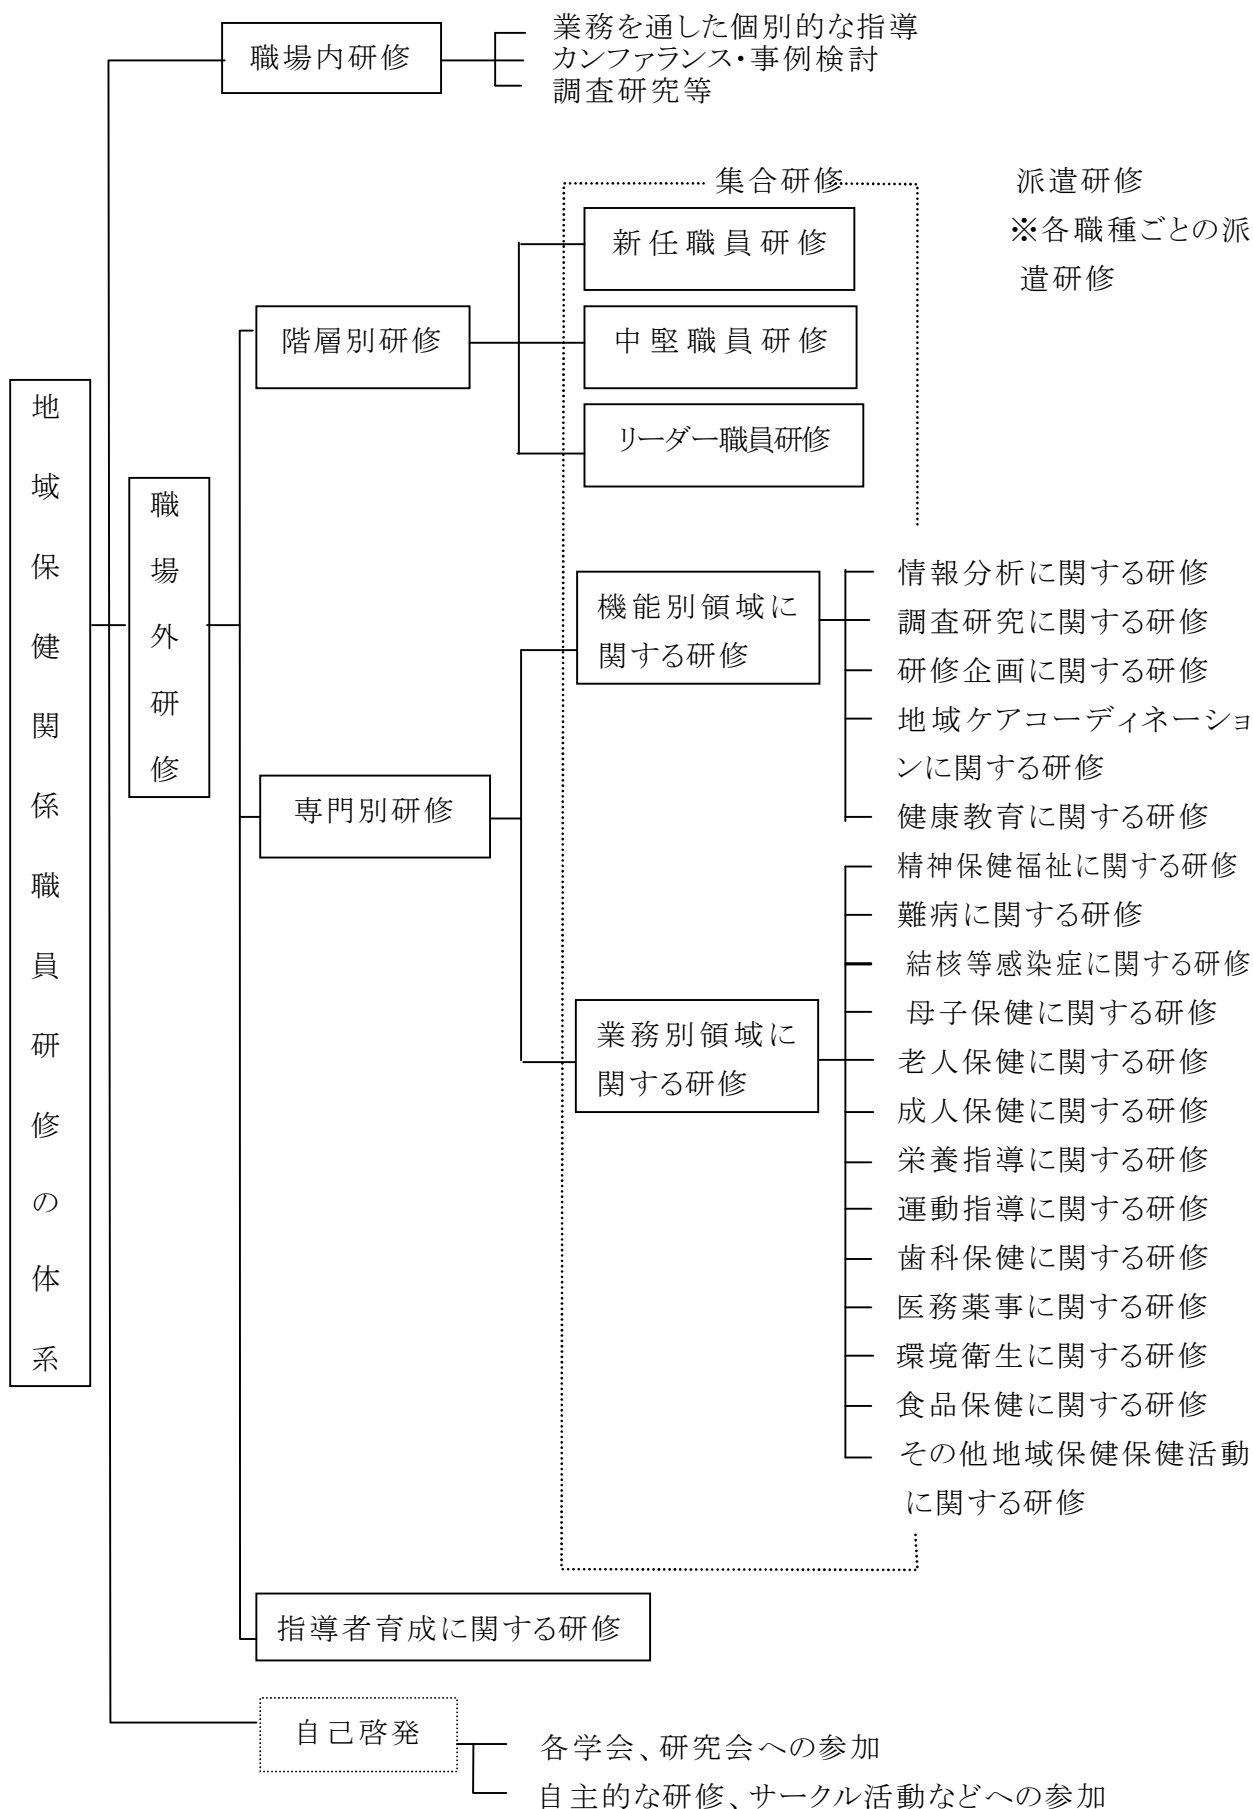 地域保健関係職員研修の体系
職場内研修
業務を通した個別的な指導
カンファランス・事例検討
調査研究等
職場外研修
集合研修
派遣研修
※各職種ごとの派
遣研修
階層別研修
新任職員研修
中堅職員研修
リーダー職員研修
専門別研修
機能別領域に
関する研修
情報分析に関する研修
調査研究に関する研修
研修企画に関する研修
地域ケアコーディネーショ
ンに関する研修
健康教育に関する研修
業務別領域に
関する研修
精神保健福祉に関する研修
難病に関する研修
結核等感染症に関する研修
母子保健に関する研修
老人保健に関する研修
成人保健に関する研修
栄養指導に関する研修
運動指導に関する研修
歯科保健に関する研修
医務薬事に関する研修
環境衛生に関する研修
食品保健に関する研修
その他地域保健保健活動
に関する研修
指導者育成に関する研修
自己啓発
各学会、研究会への参加
自主的な研修、サークル活動などへの参加